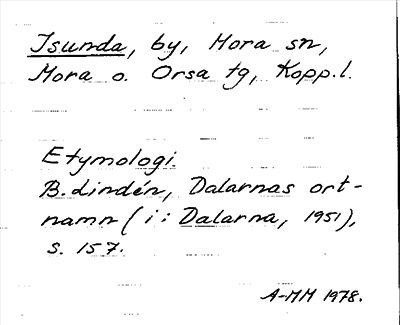 Isunda, by, Mora sn,
Mora o. Orsa tg, Kopp.l.
Etymologi.
B. Lindén, Dalarnas ort-
namn (i: Dalarna, 1951),
s. 157.
A-MM 1978.